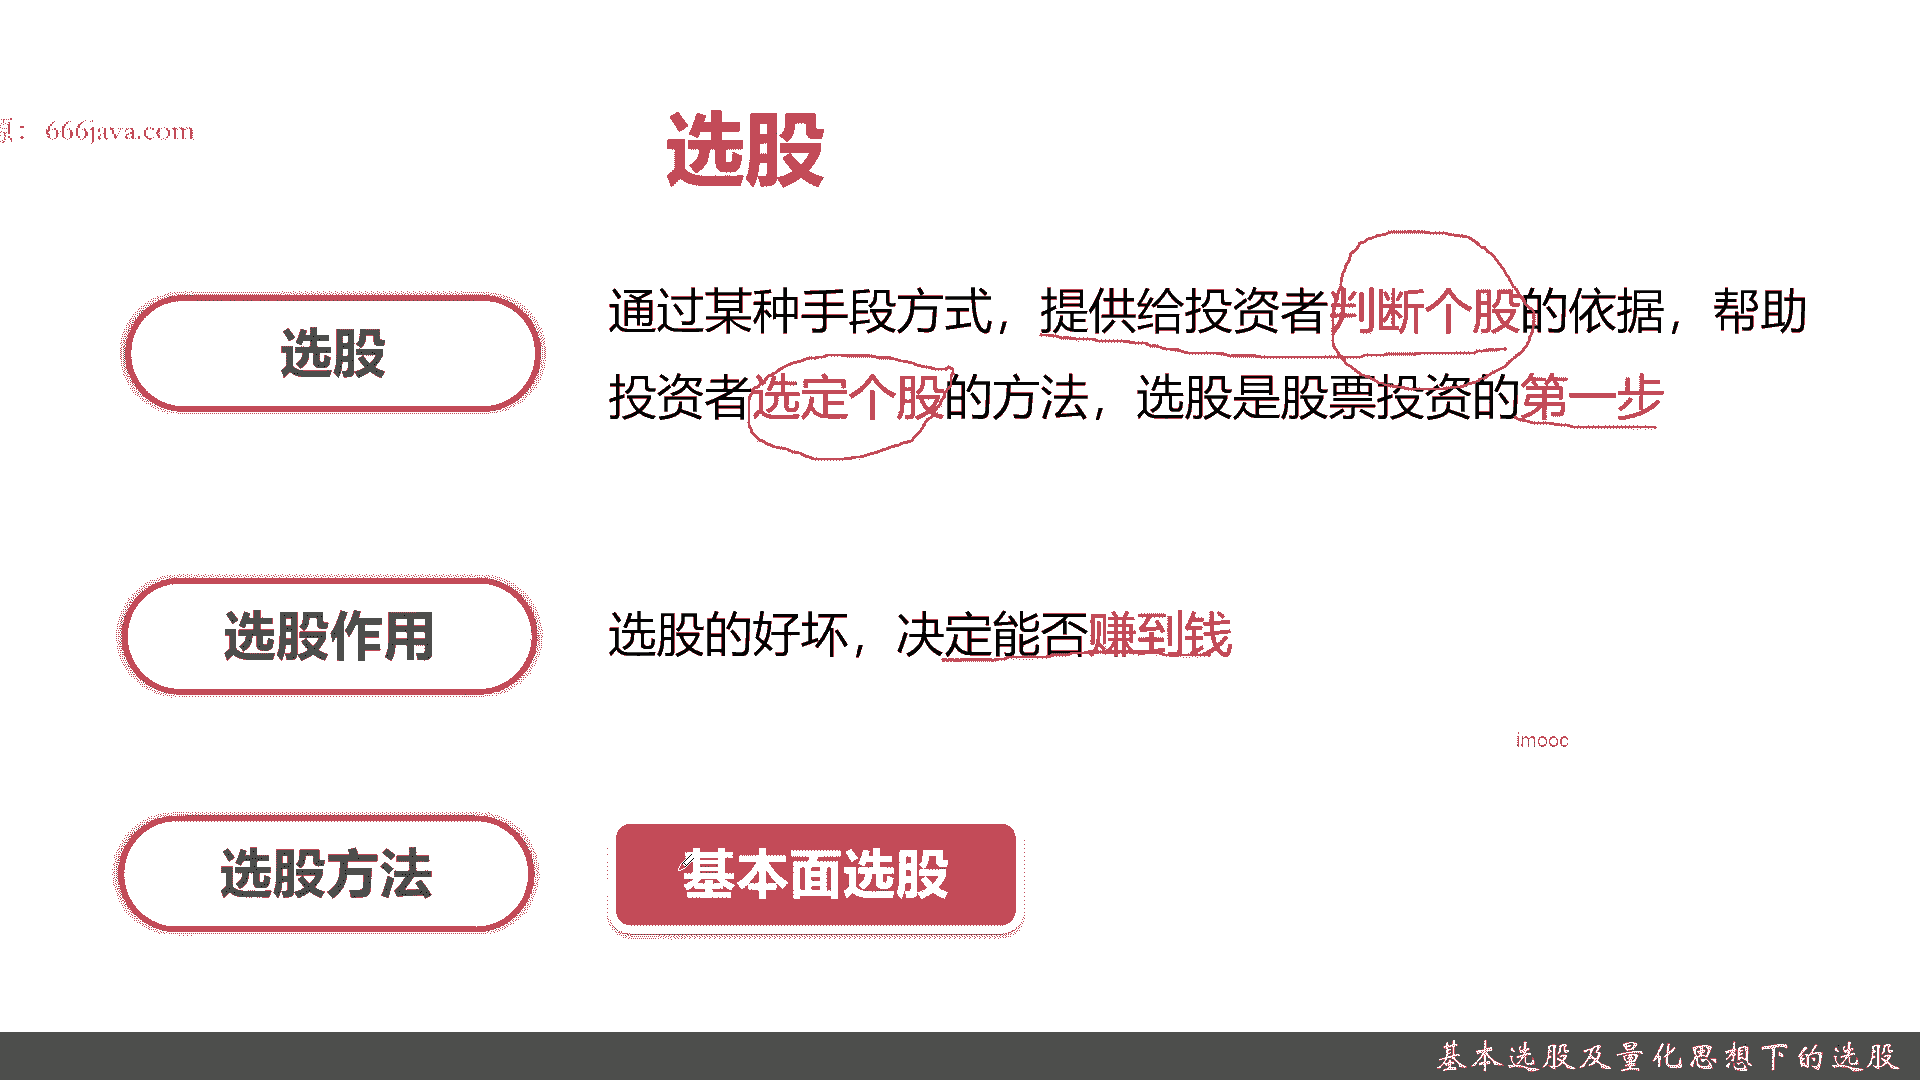 源：666java.com
选股
选股
通过某种手段方式，提供给投资者判断个股的依据，帮助
投资者选定个股的方法，选股是股票投资的第一步
选股作用
选股的好坏，决定能否赚到钱
imooc
选股方法
基本面选股
基本选股及量化思想下的选股